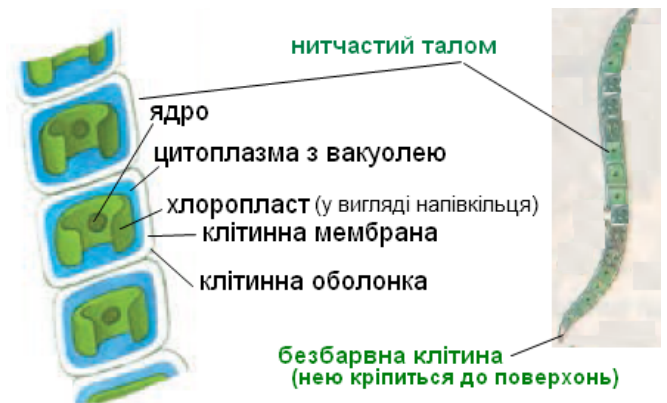 нитчастий талом
ядро
цитоплазма з вакуолею
хлоропласт (у вигляді напівкільця)
клітинна мембрана
клітинна оболонка
безбарвна клітина
(нею кріпиться до поверхонь)